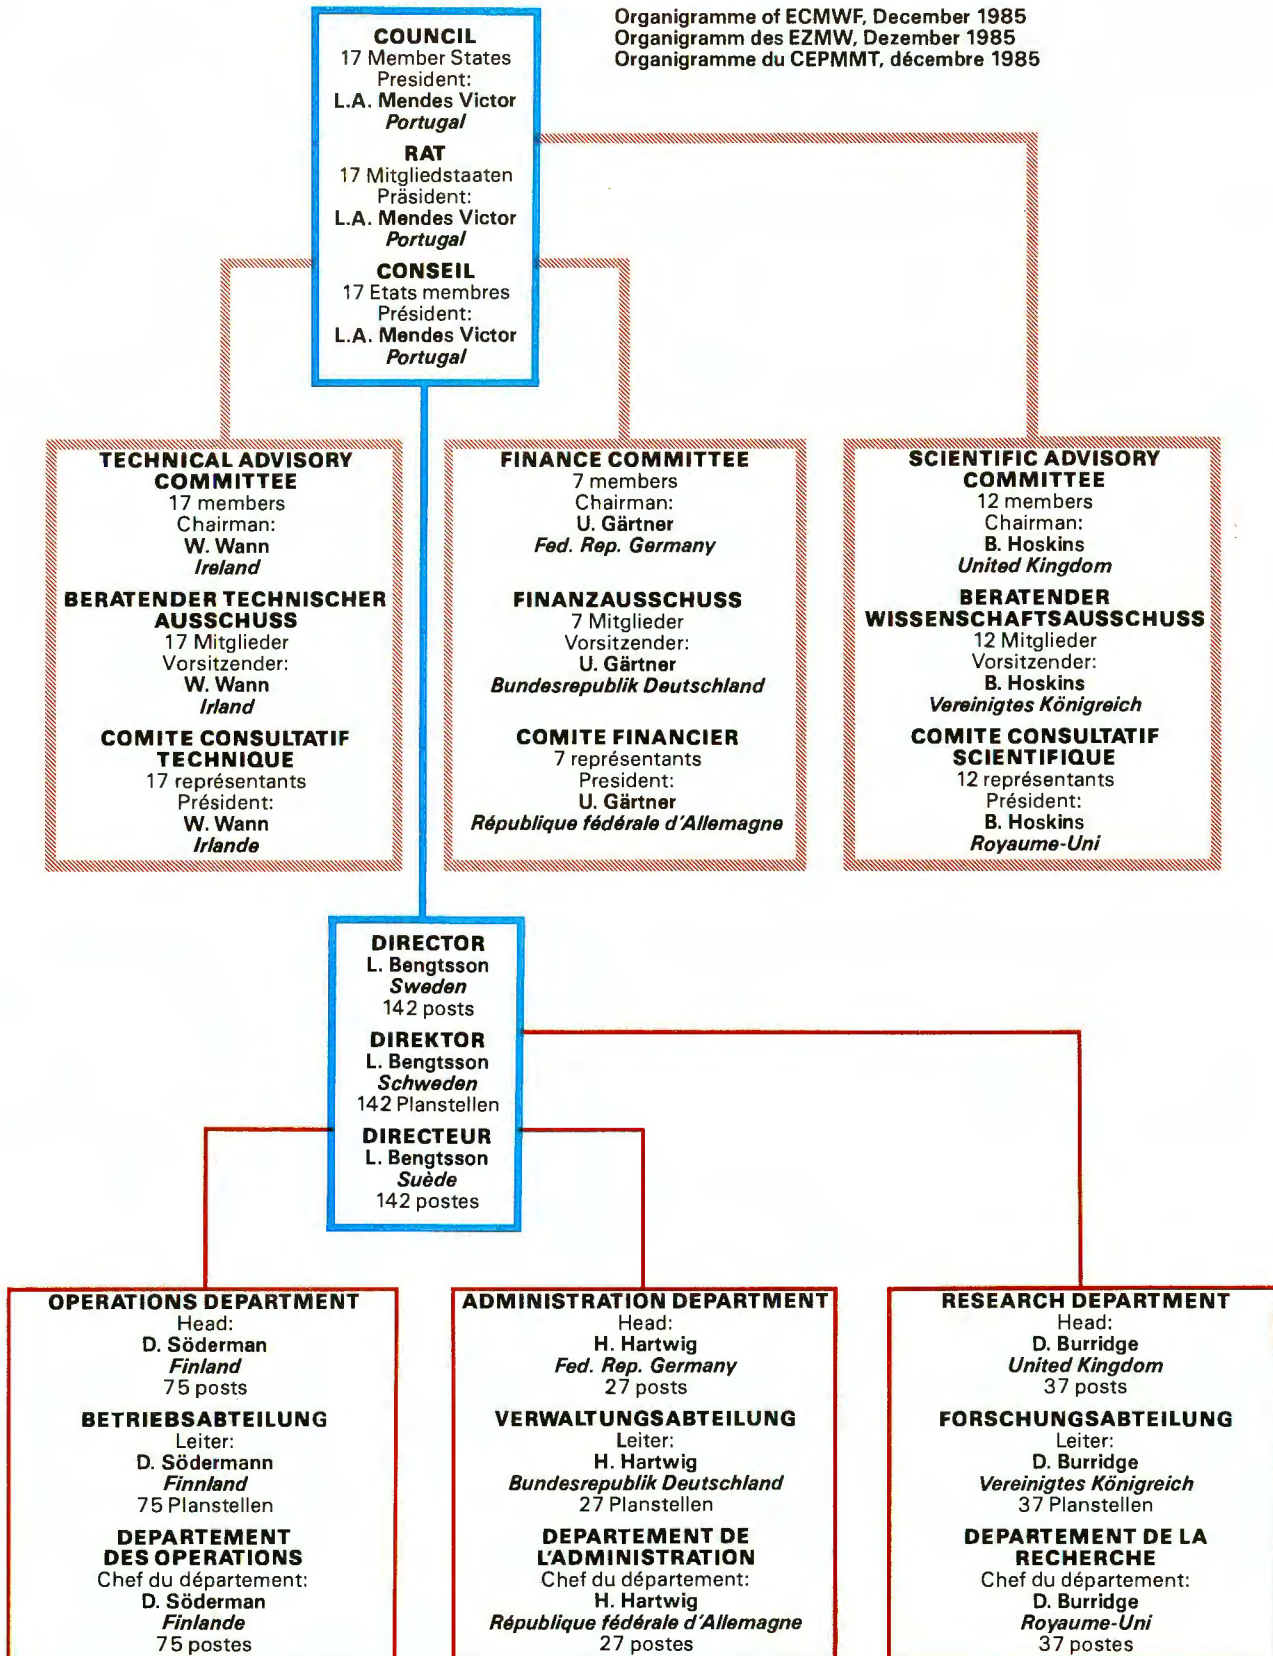 Organigramme of ECMWF, December 1985
Organigramm des EZMW, Dezember 1985
Organigramme du CEPMMT, décembre 1985
COUNCIL
17 Member States
President:
L.A. Mendes Victor
Portugal
RAT
17 Mitgliedstaaten
Präsident:
L.A. Mendes Victor
Portugal
CONSEIL
17 Etats membres
Président:
L.A. Mendes Victor
Portugal
TECHNICAL ADVISORY
COMMITTEE
17 members
Chairman:
W. Wann
Ireland
BERATENDER TECHNISCHER
AUSSCHUSS
17 Mitglieder
Vorsitzender:
W. Wann
Irland
COMITE CONSULTATIF
TECHNIQUE
17 représentants
Président:
W. Wann
Irlande
FINANCE COMMITTEE
7 members
Chairman:
U. Gärtner
Fed. Rep. Germany
FINANZAUSSCHUSS
7 Mitglieder
Vorsitzender:
U. Gärtner
Bundesrepublik Deutschland
COMITE FINANCIER
7 représentants
President:
U. Gärtner
République fédérale d'Allemagne
SCIENTIFIC ADVISORY
COMMITTEE
12 members
Chairman:
B. Hoskins
United Kingdom
BERATENDER
WISSENSCHAFTSAUSSCHUSS
12 Mitglieder
Vorsitzender:
B. Hoskins
Vereinigtes Königreich
COMITE CONSULTATIF
SCIENTIFIQUE
12 représentants
Président:
B. Hoskins
Royaume-Uni
DIRECTOR
L. Bengtsson
Sweden
142 posts
DIREKTOR
L. Bengtsson
Schweden
142 Planstellen
DIRECTEUR
L. Bengtsson
Suède
142 postes
OPERATIONS DEPARTMENT
Head:
D. Söderman
Finland
75 posts
BETRIEBSABTEILUNG
Leiter:
D. Södermann
Finnland
75 Planstellen
DEPARTEMENT
DES OPERATIONS
Chef du département:
D. Söderman
Finlande
75 postes
ADMINISTRATION DEPARTMENT
Head:
H. Hartwig
Fed. Rep. Germany
27 posts
VERWALTUNGSABTEILUNG
Leiter:
H. Hartwig
Bundesrepublik Deutschland
27 Planstellen
DEPARTEMENT DE
L'ADMINISTRATION
Chef du département:
H. Hartwig
République fédérale d'Allemagne
27 postes
RESEARCH DEPARTMENT
Head:
D. Burridge
United Kingdom
37 posts
FORSCHUNGSABTEILUNG
Leiter:
D. Burridge
Vereinigtes Königreich
37 Planstellen
DEPARTEMENT DE LA
RECHERCHE
Chef du département:
D. Burridge
Royaume-Uni
37 postes